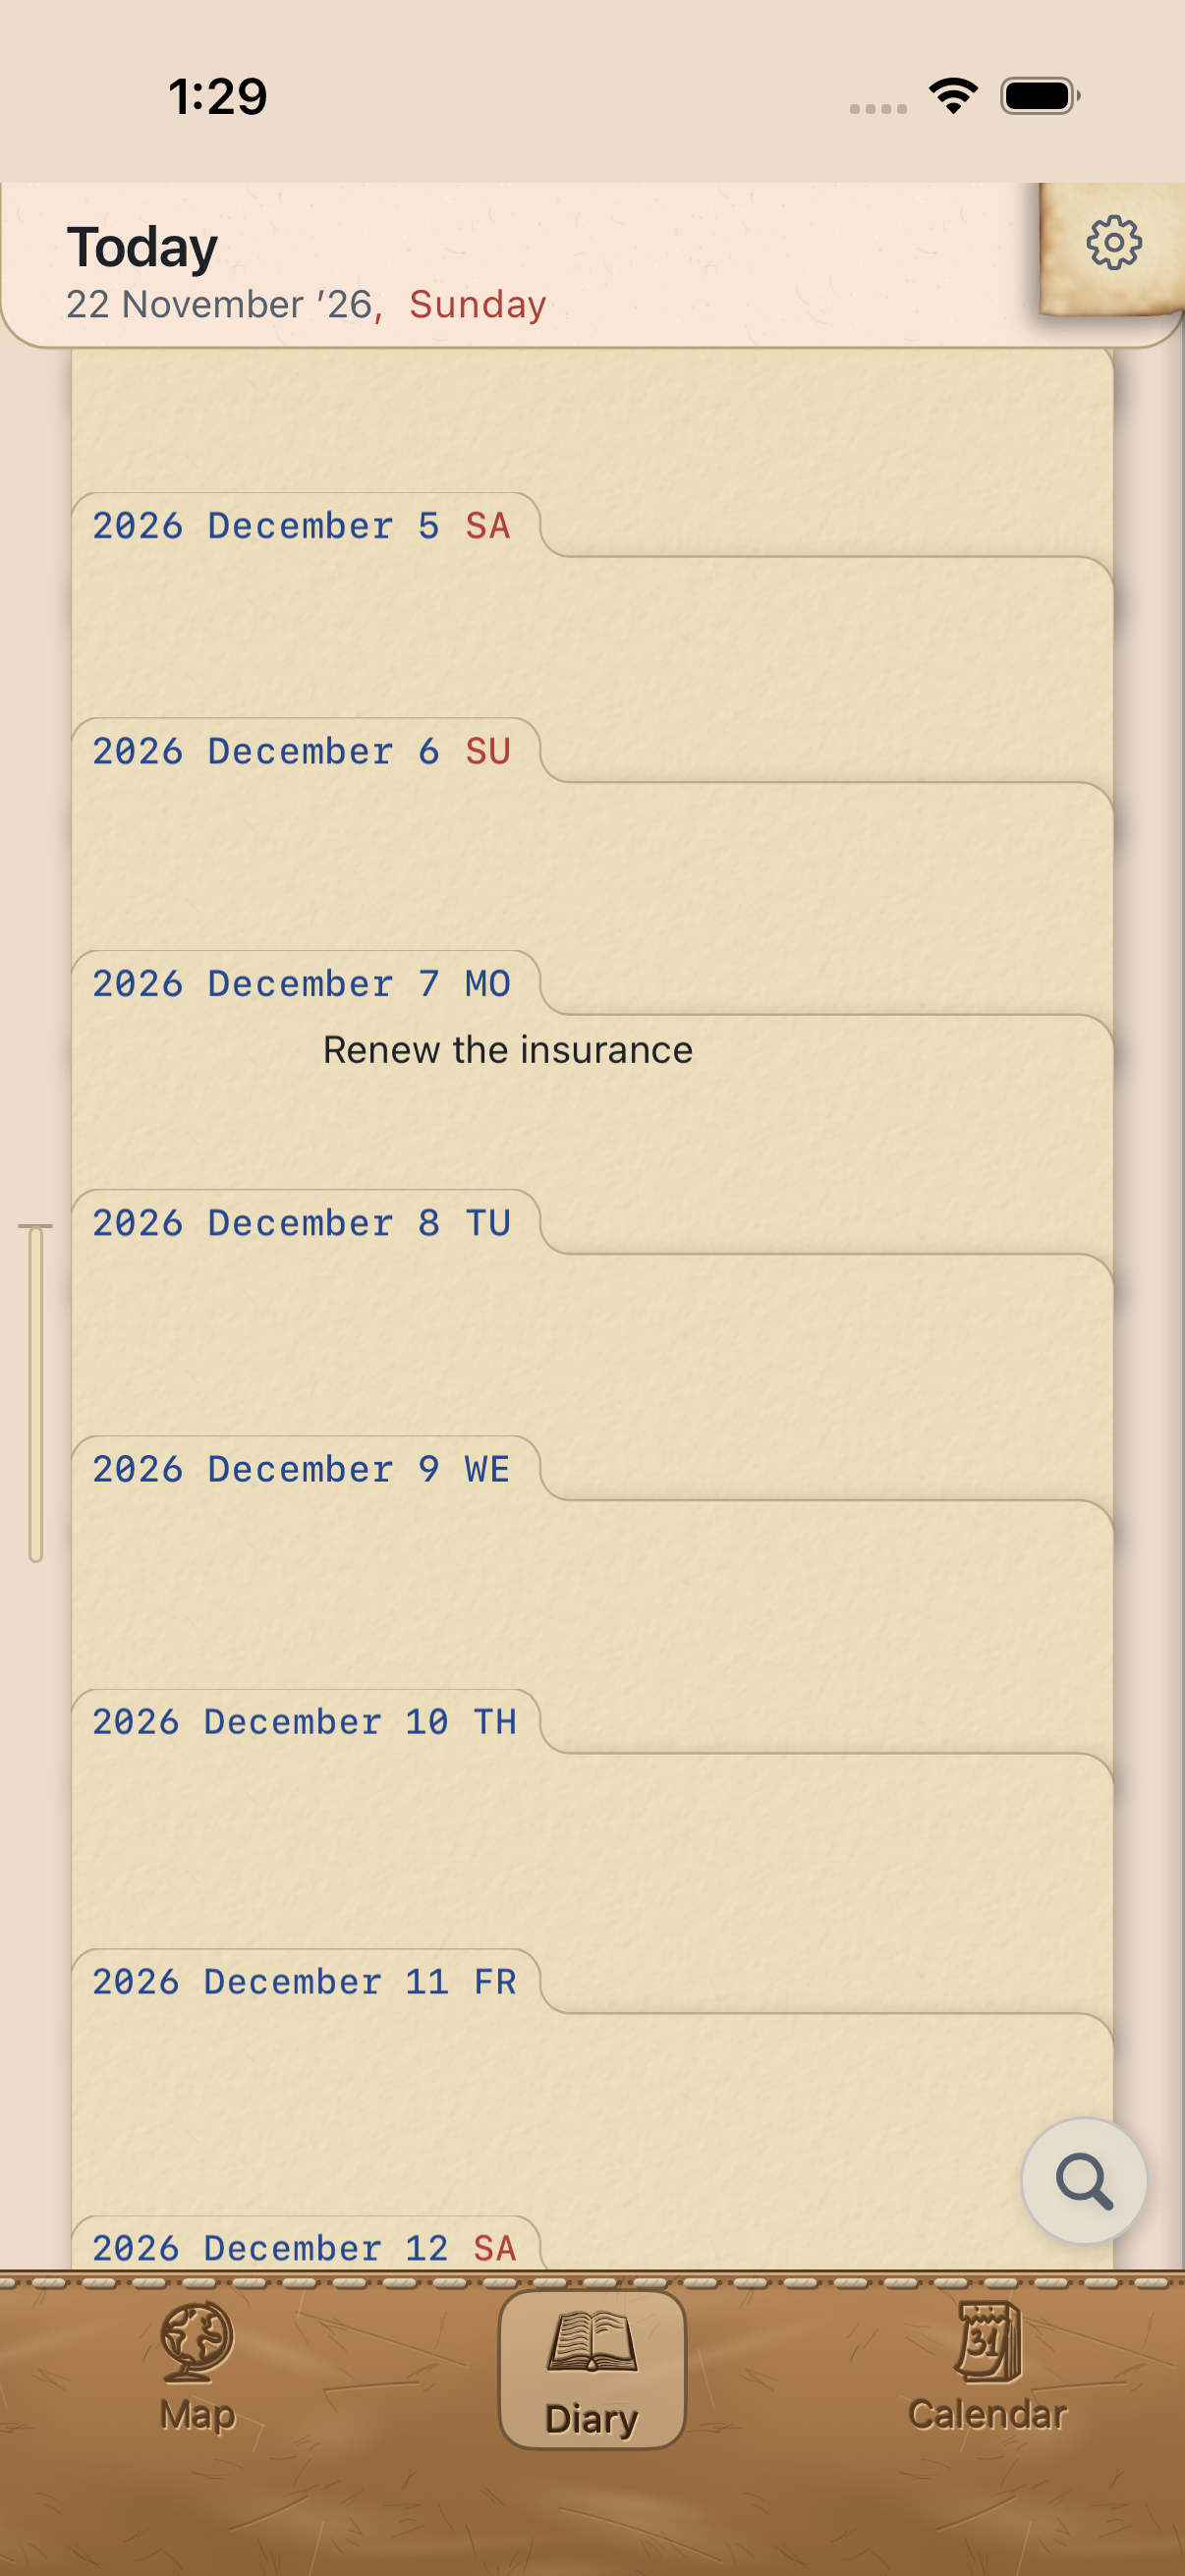 1:29
Today
22 November ’26, Sunday
2026 December 5 SA
2026 December 6 SU
2026 December 7 MO
Renew the insurance
2026 December 8 TU
2026 December 9 WE
2026 December 10 TH
2026 December 11 FR
2026 December 12 SA
31
Map Diary Calendar